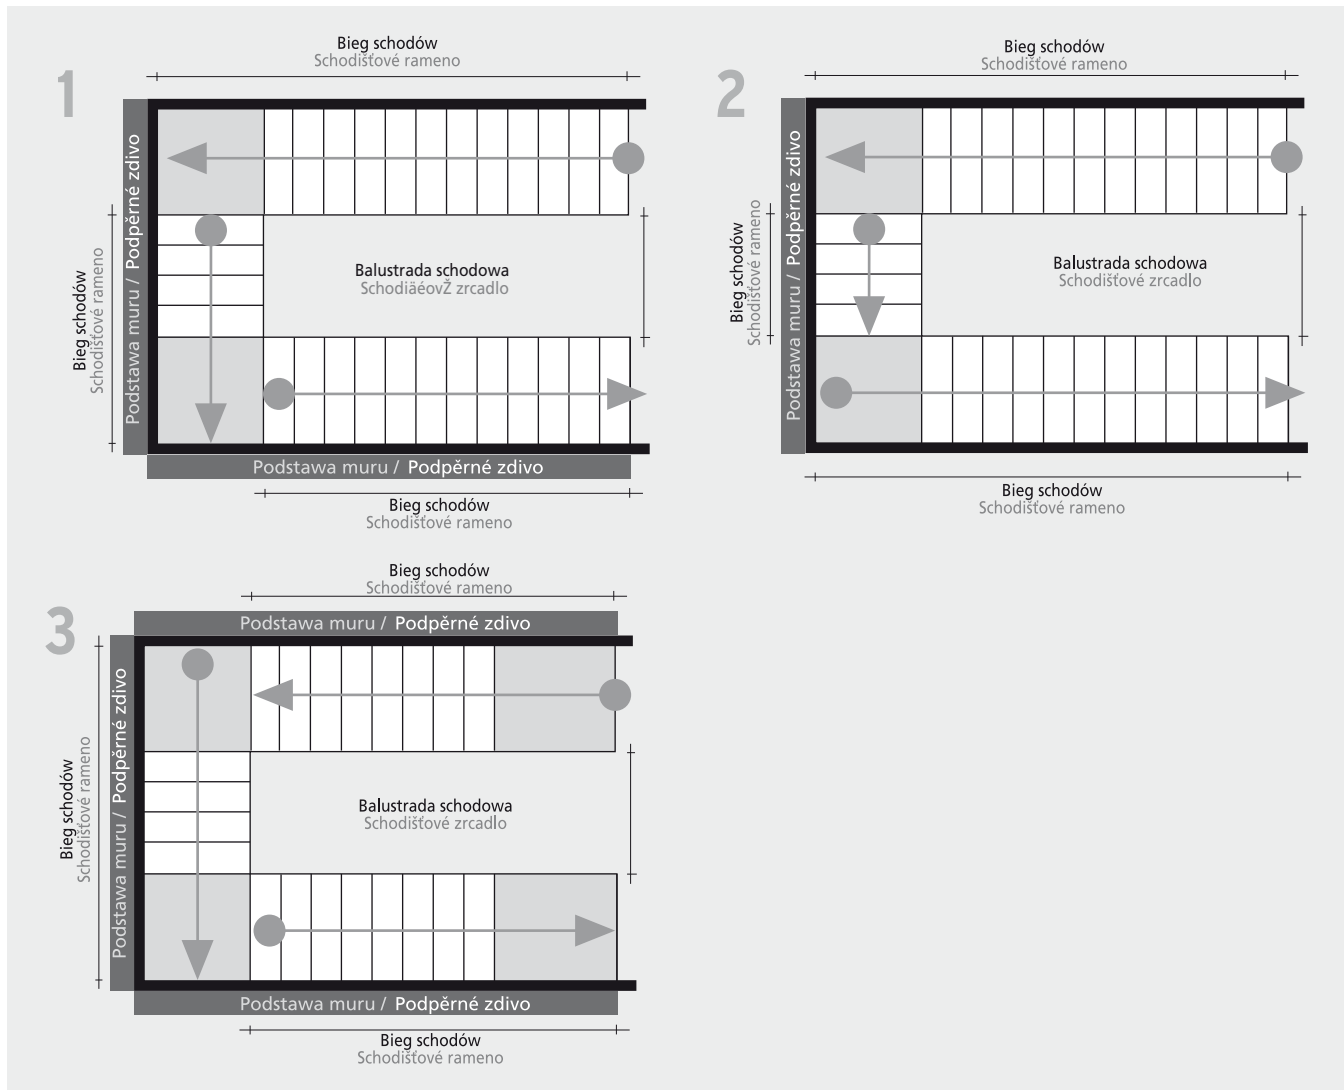 1
Bieg schodów
Schodišťové rameno
Podstawa muru / Podpěrné zdivo
Bieg schodów
Schodišťové rameno
Balustrada schodowa
SchodiäéovŽ zrcadlo
Podstawa muru / Podpěrné zdivo
Bieg schodów
Schodišťové rameno
2
Bieg schodów
Schodišťové rameno
Podstawa muru / Podpěrné zdivo
Bieg schodów
Schodišťové rameno
Balustrada schodowa
Schodišťové zrcadlo
Bieg schodów
Schodišťové rameno
3
Bieg schodów
Schodišťové rameno
Podstawa muru / Podpěrné zdivo
Podstawa muru / Podpěrné zdivo
Bieg schodów
Schodišťové rameno
Balustrada schodowa
Schodišťové zrcadlo
Podstawa muru / Podpěrné zdivo
Bieg schodów
Schodišťové rameno